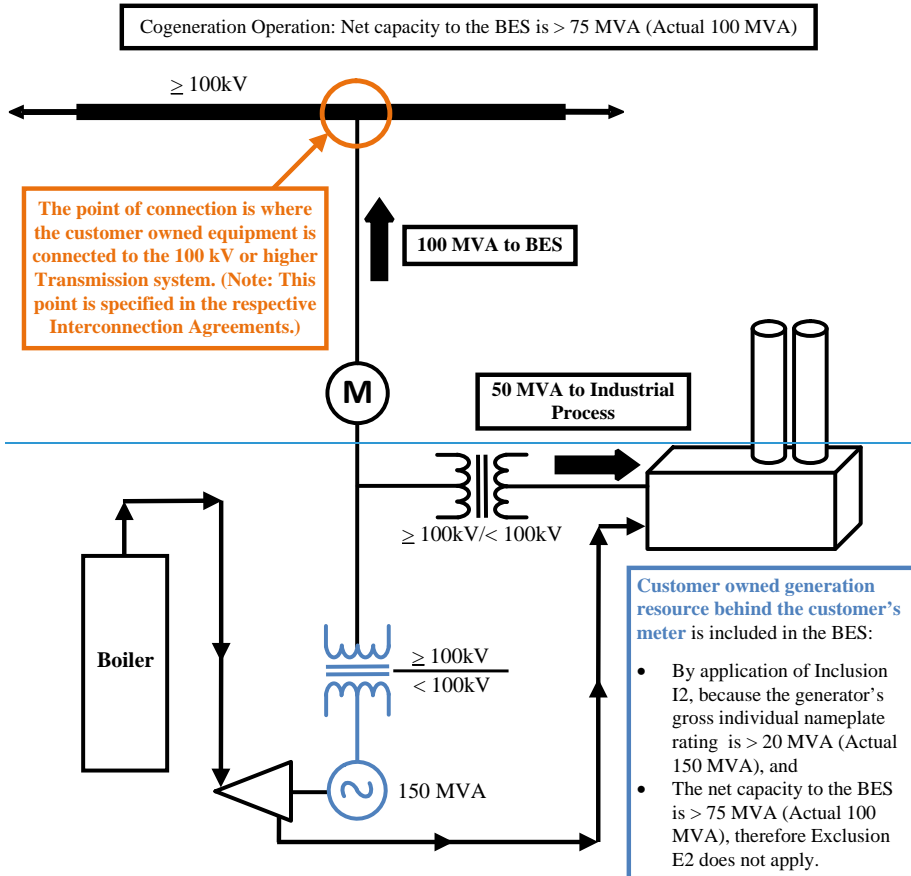 Cogeneration Operation: Net capacity to the BES is > 75 MVA (Actual 100 MVA)
≥ 100kV
The point of connection is where
the customer owned equipment is
connected to the 100 kV or higher
Transmission system. (Note: This
point is specified in the respective
Interconnection Agreements.)
100 MVA to BES
M
50 MVA to Industrial
Process
≥ 100kV/< 100kV
Boiler
≥ 100kV
< 100kV
150 MVA
Customer owned generation
resource behind the customer's
meter is included in the BES:
• By application of Inclusion
I2, because the generator's
gross individual nameplate
rating is > 20 MVA (Actual
150 MVA), and
• The net capacity to the BES
is > 75 MVA (Actual 100
MVA), therefore Exclusion
E2 does not apply.